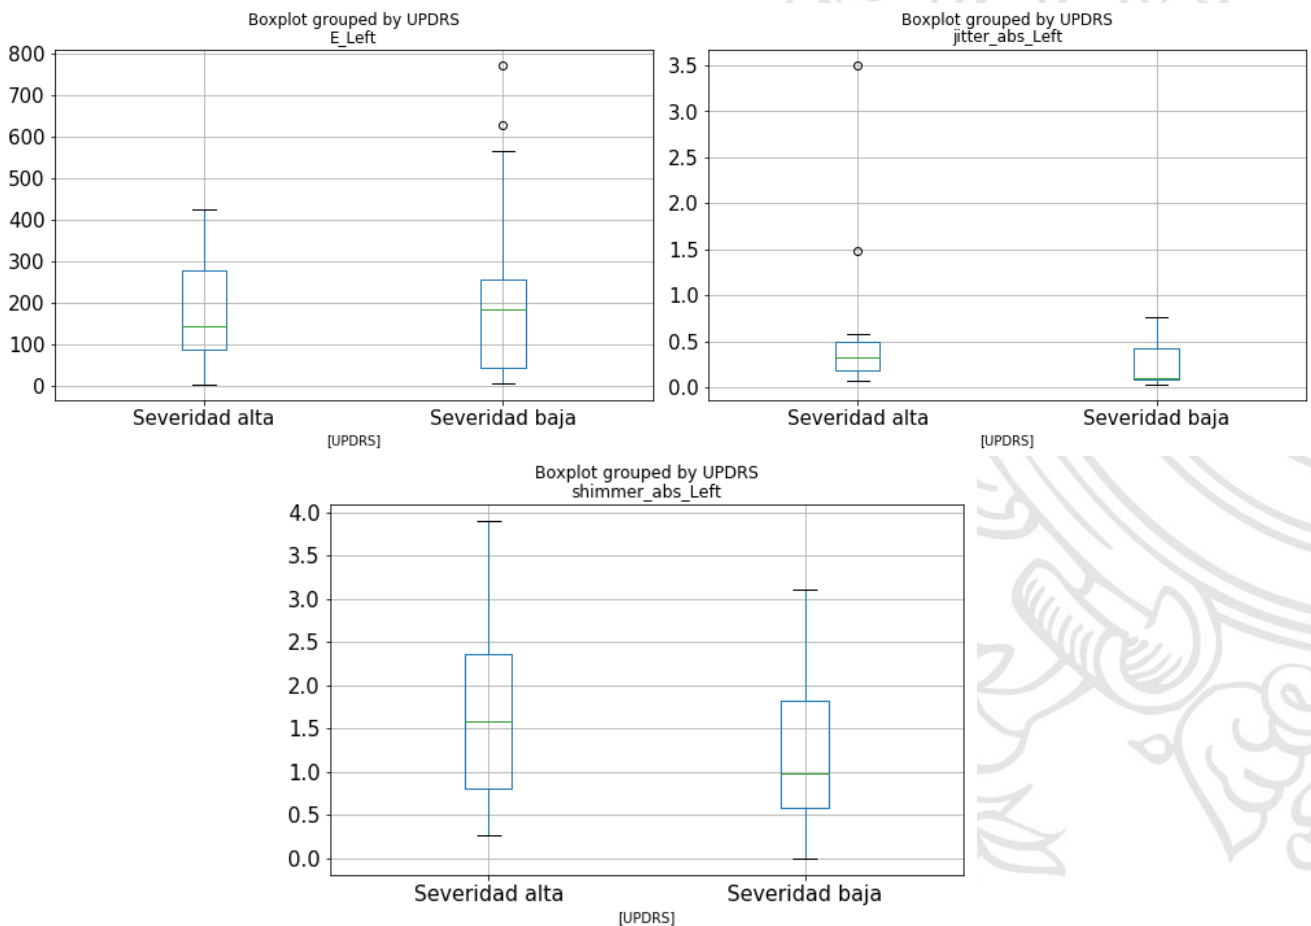 Boxplot grouped by UPDRS
E_Left
800
700
600
500
400
300
200
100
0
Severidad alta
Severidad baja
[UPDRS]
Boxplot grouped by UPDRS
jitter_abs_Left
3.5
3.0
2.5
2.0
1.5
1.0
0.5
0.0
Severidad alta
Severidad baja
[UPDRS]
Boxplot grouped by UPDRS
shimmer_abs_Left
4.0
3.5
3.0
2.5
2.0
1.5
1.0
0.5
0.0
Severidad alta
Severidad baja
[UPDRS]